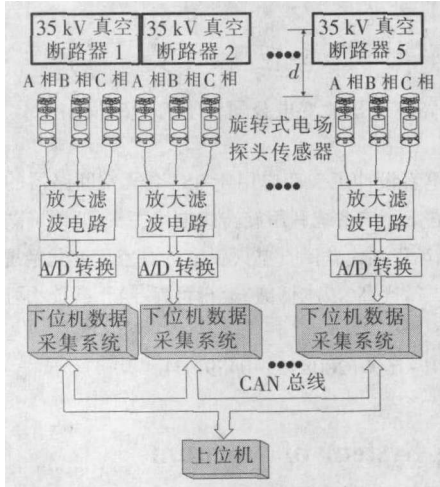 35 kV 真空
断路器 1
35 kV 真空
断路器 2
35 kV 真空
断路器 5
d
A 相 B 相 C 相
A 相 B 相 C 相
A 相 B 相 C 相
旋转式电场
探头传感器
放大滤
波电路
放大滤
波电路
放大滤
波电路
A/D 转换
A/D 转换
A/D 转换
下位机数据
采集系统
下位机数据
采集系统
下位机数据
采集系统
CAN 总线
上位机